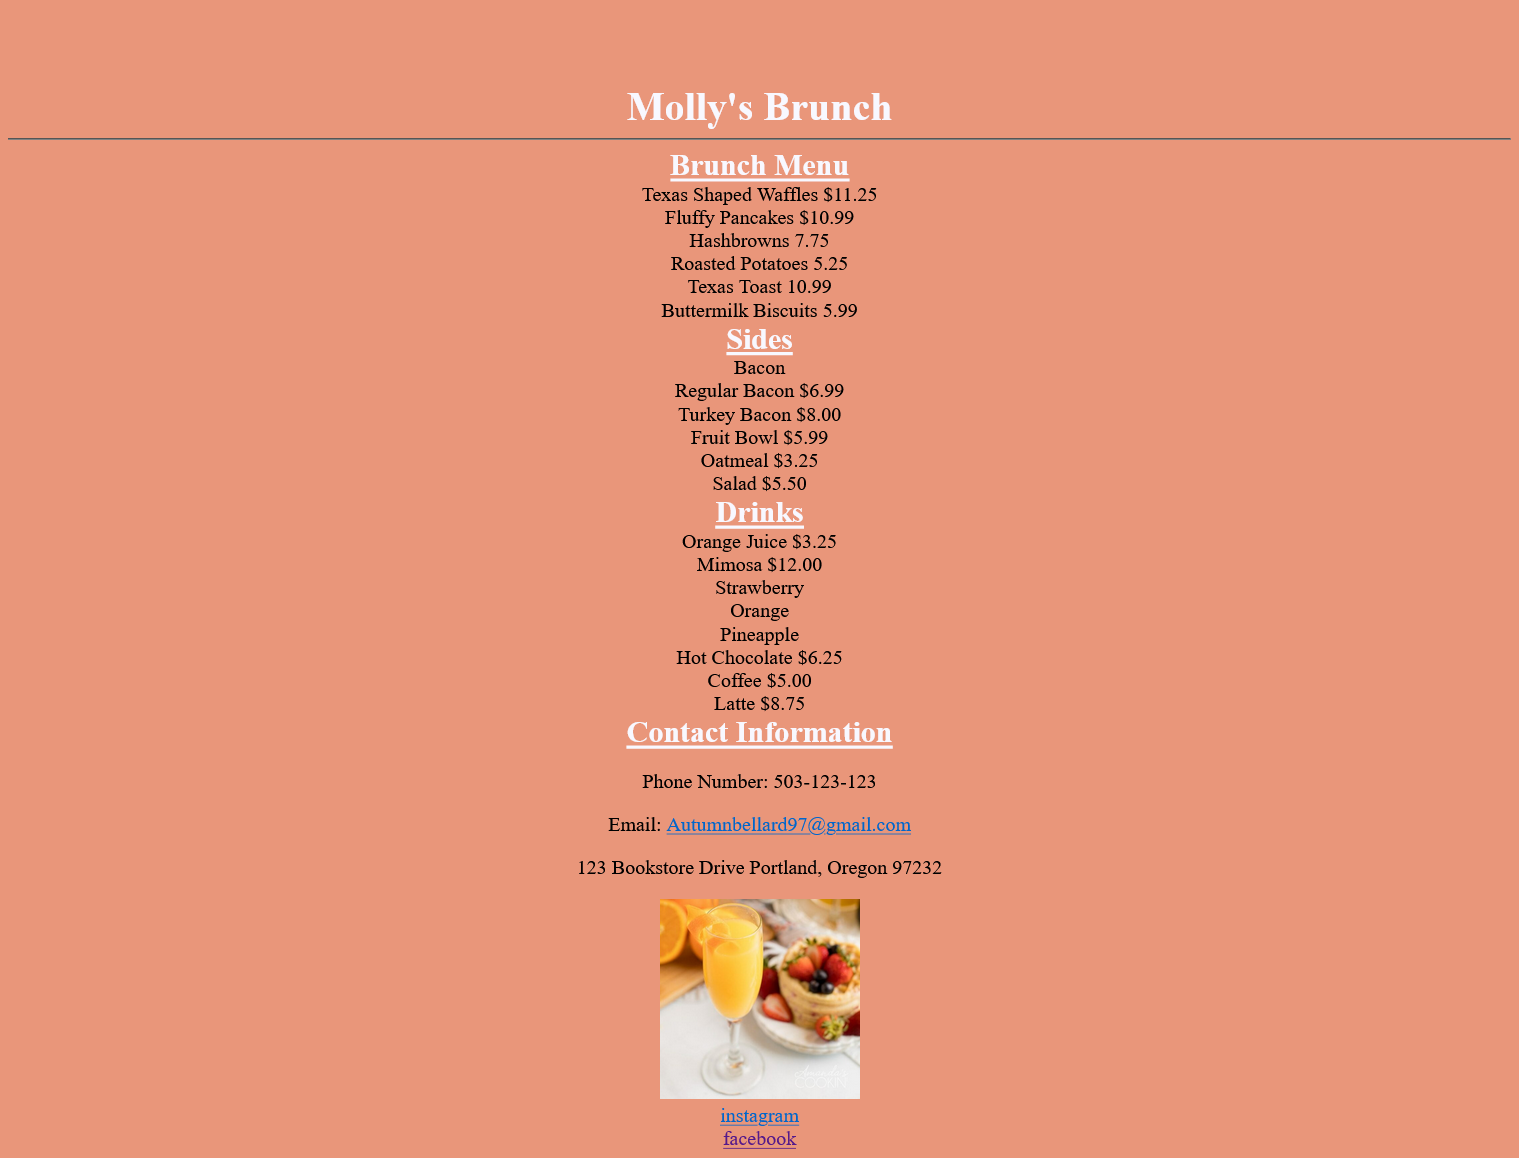 Molly's Brunch
Brunch Menu
Texas Shaped Waffles $11.25
Fluffy Pancakes $10.99
Hashbrowns 7.75
Roasted Potatoes 5.25
Texas Toast 10.99
Buttermilk Biscuits 5.99
Sides
Bacon
Regular Bacon $6.99
Turkey Bacon $8.00
Fruit Bowl $5.99
Oatmeal $3.25
Salad $5.50
Drinks
Orange Juice $3.25
Mimosa $12.00
Strawberry
Orange
Pineapple
Hot Chocolate $6.25
Coffee $5.00
Latte $8.75
Contact Information
Phone Number: 503-123-123
Email: Autumnbellard97@gmail.com
123 Bookstore Drive Portland, Oregon 97232
instagram
facebook